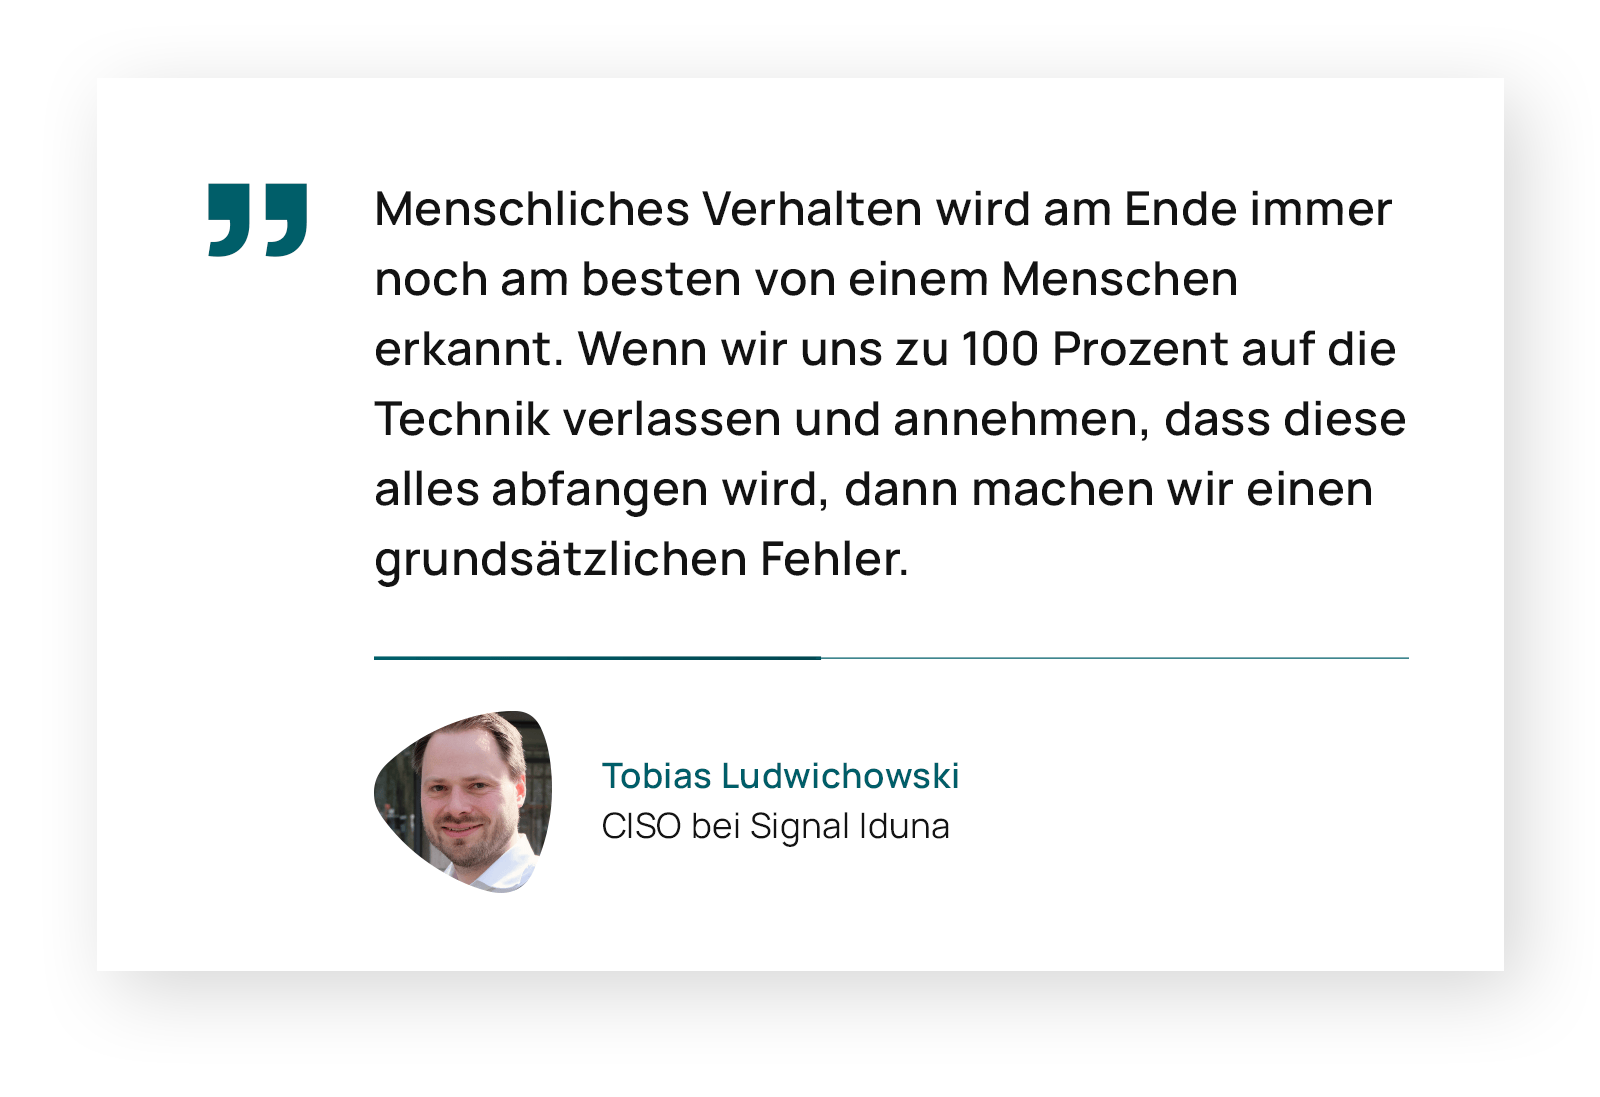 ”
Menschliches Verhalten wird am Ende immer
noch am besten von einem Menschen
erkannt. Wenn wir uns zu 100 Prozent auf die
Technik verlassen und annehmen, dass diese
alles abfangen wird, dann machen wir einen
grundsätzlichen Fehler.
Tobias Ludwichowski
CISO bei Signal Iduna